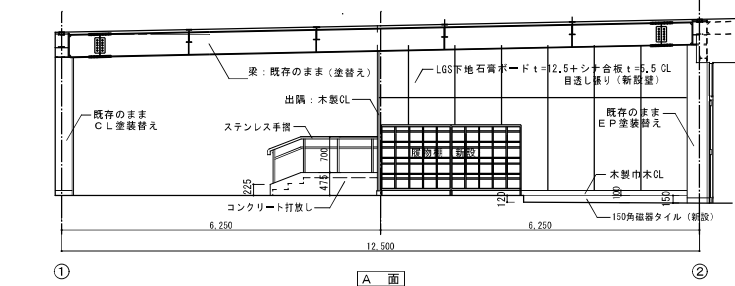 梁：既存のまま（塗替え）
LGS下地石膏ボード t=12.5＋シナ合板 t=5.5 CL
目透し張り（新設壁）
出隅：木製CL
既存のまま
CL塗装替え
既存のまま
EP塗装替え
ステンレス手摺
700
履物棚 新設
木製巾木CL
225
475
100
120
150
コンクリート打放し
150角磁器タイル（新設）
6,250
6,250
12,500
①
A 面
②